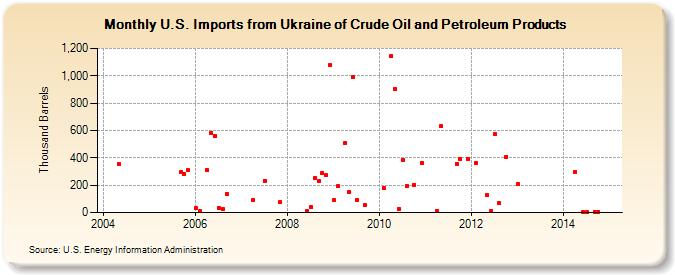 Monthly U.S. Imports from Ukraine of Crude Oil and Petroleum Products
Thousand Barrels
1,200
1,000
800
600
400
200
0
2004 2006 2008 2010 2012 2014
Source: U.S. Energy Information Administration